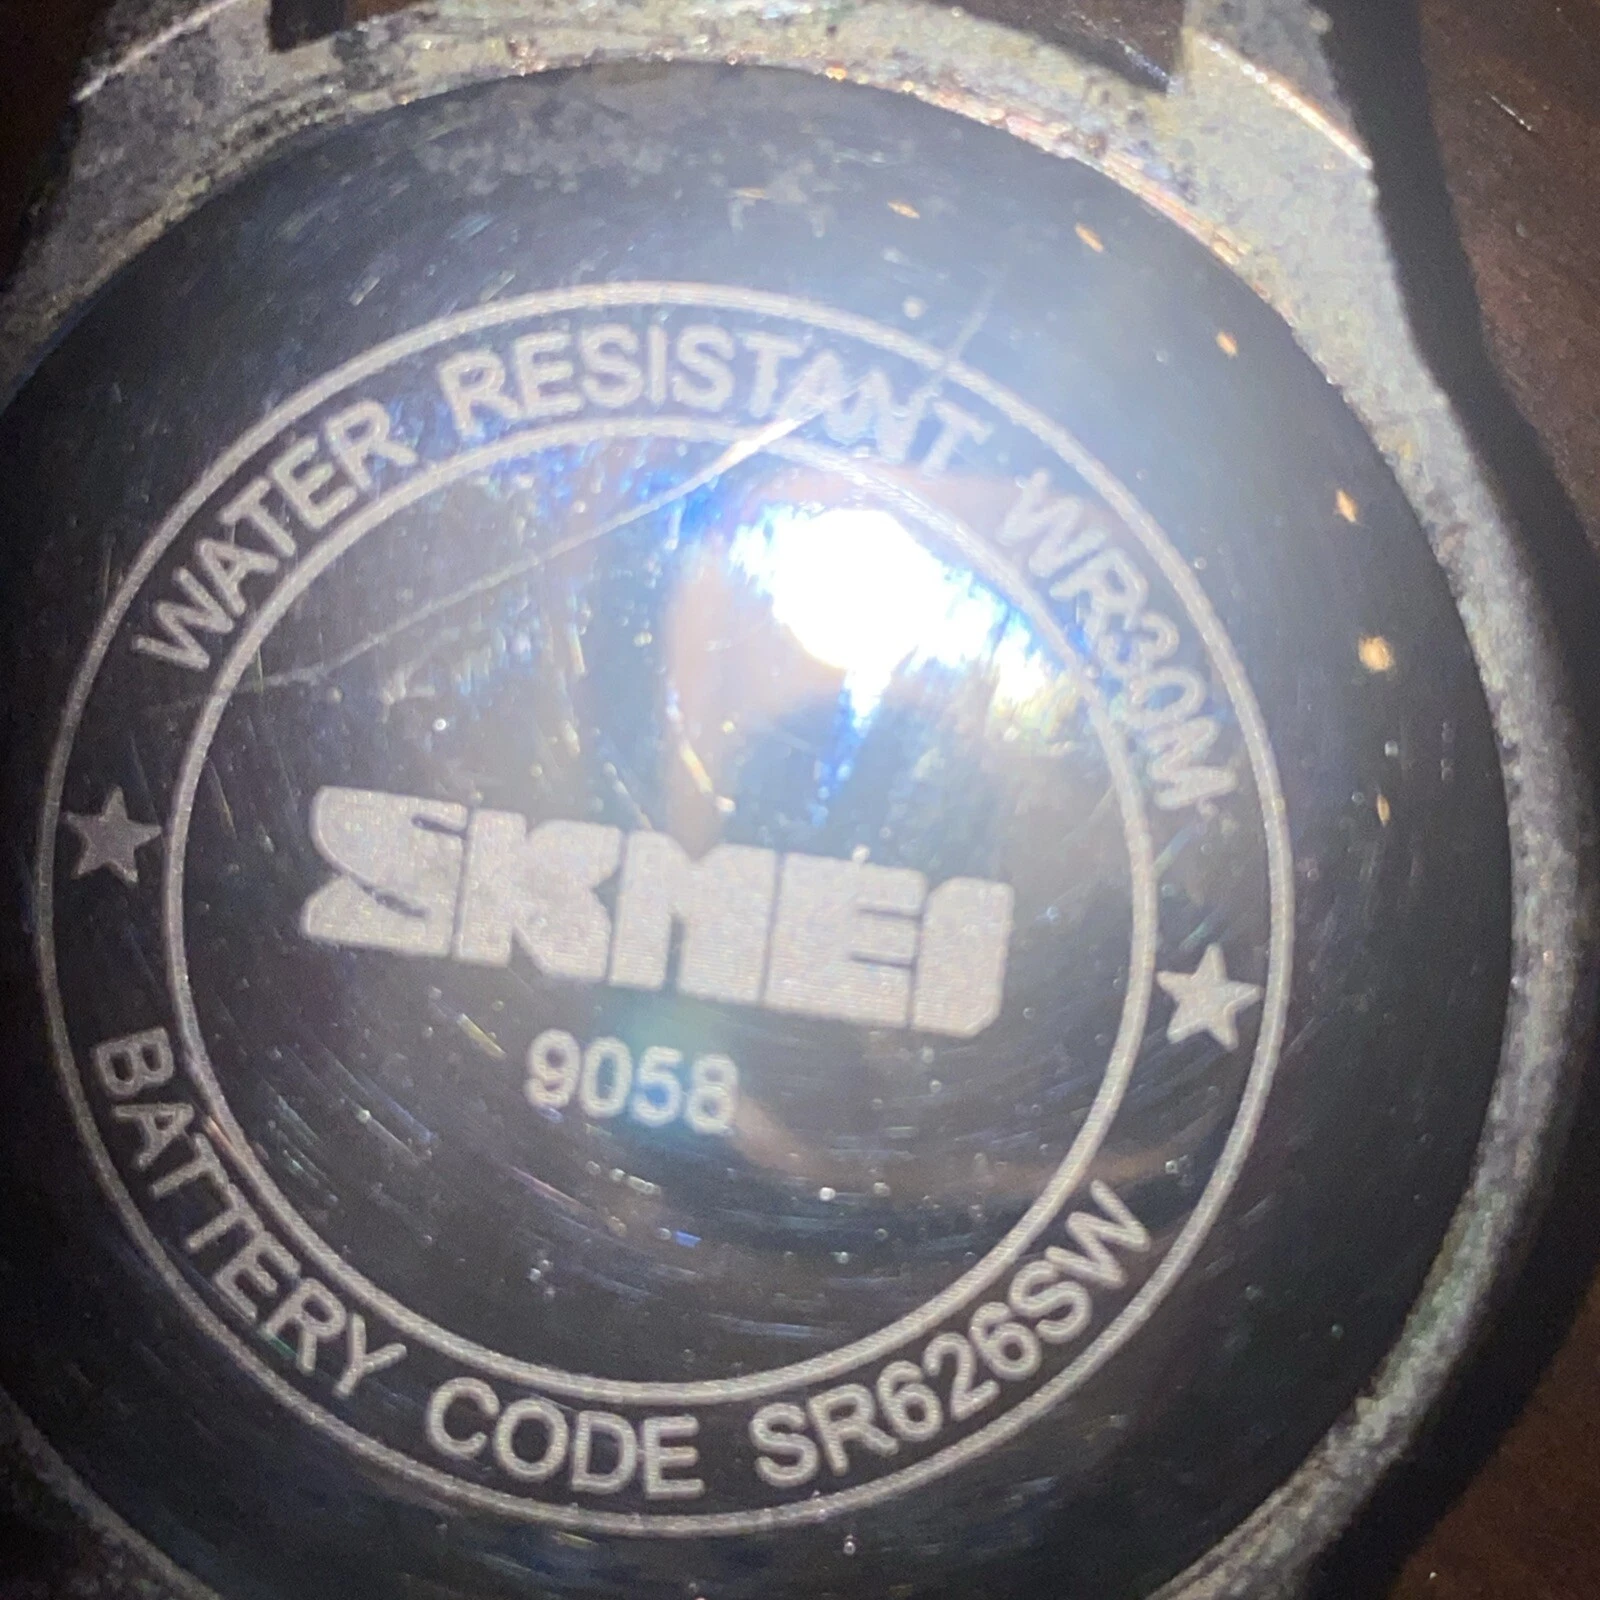 WATER RESISTANT WR30M
SKMEI
9058
BATTERY CODE SR626SW